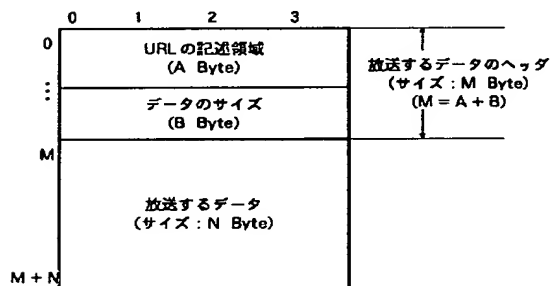 0 1 2 3
0
URLの記述領域
(A Byte)
⋮
データのサイズ
(B Byte)
放送するデータのヘッダ
(サイズ:M Byte)
(M = A + B)
M
放送するデータ
(サイズ:N Byte)
M + N